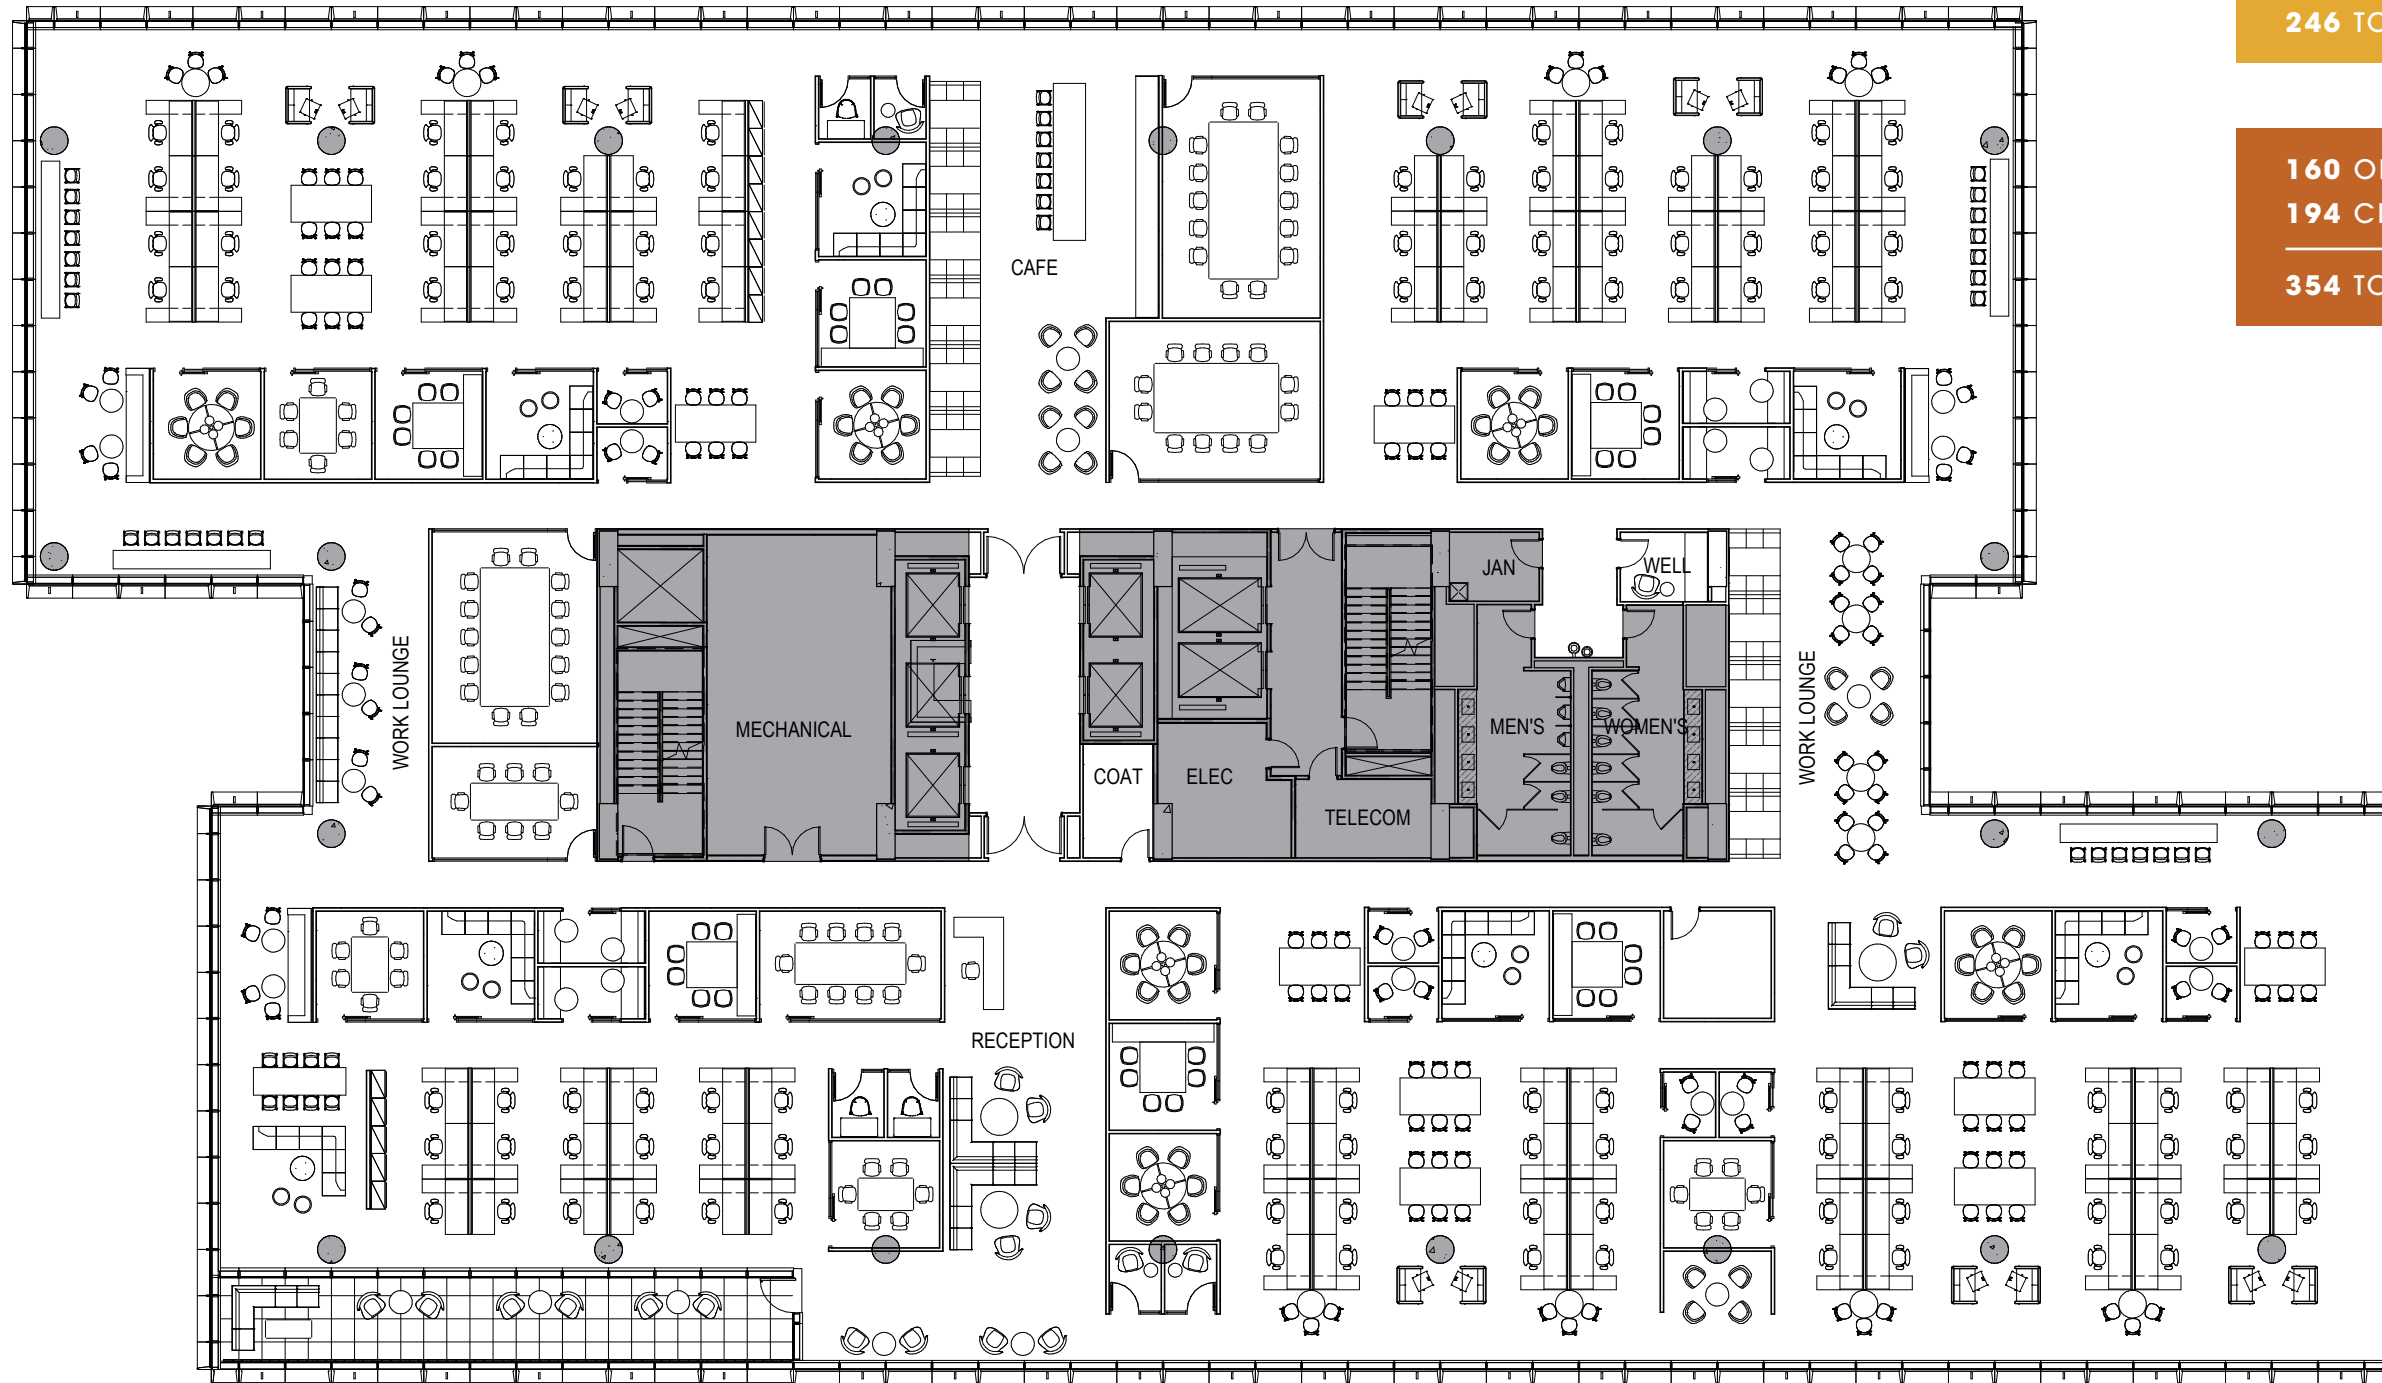 246 TO
160 O
194 C
354 TO
CAFE
JAN
WELL
WORK LOUNGE
MECHANICAL
MEN'S
WOMEN'S
WORK LOUNGE
COAT
ELEC
TELECOM
RECEPTION